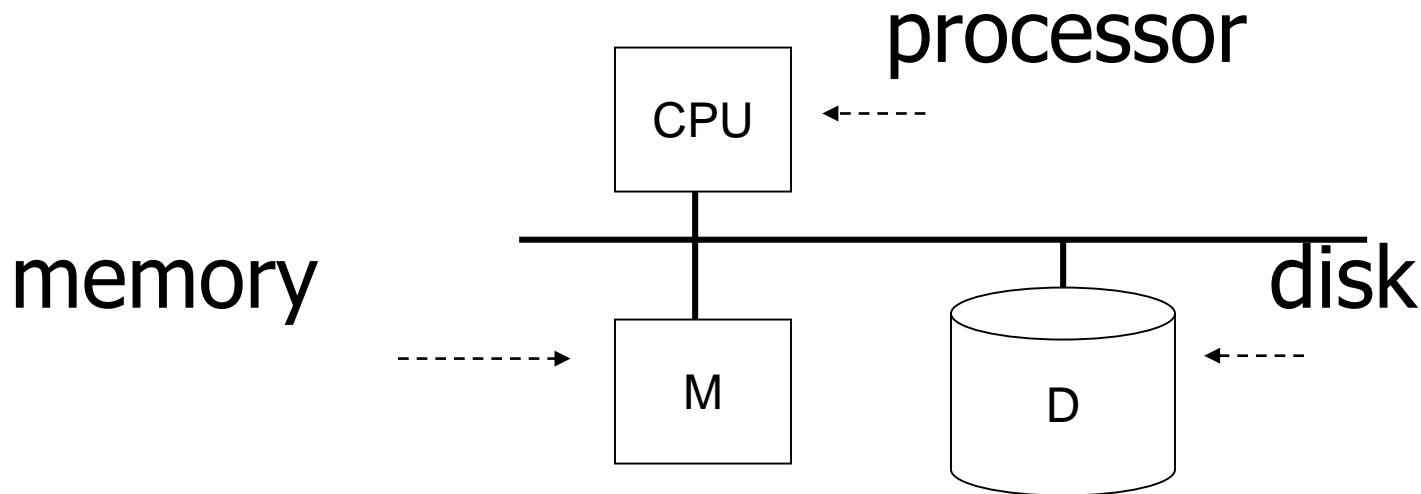 processor
CPU
memory
disk
M
D